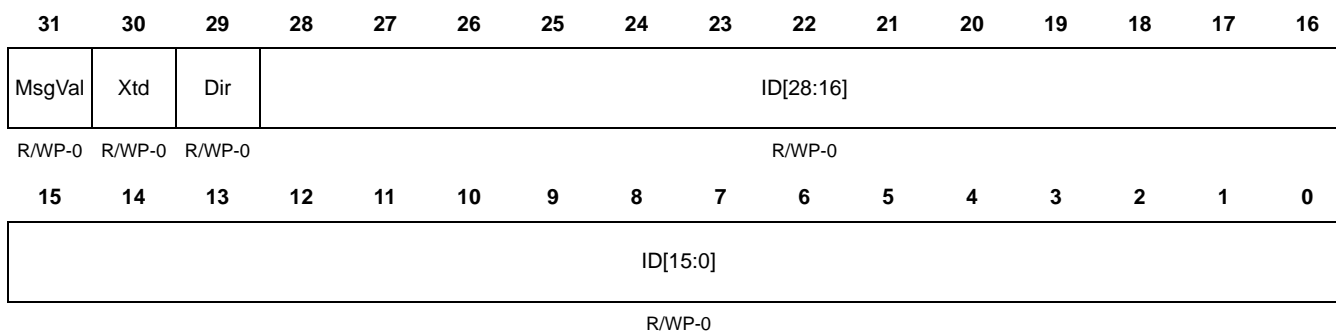 31 30 29 28 27 26 25 24 23 22 21 20 19 18 17 16
MsgVal Xtd Dir ID[28:16]
R/WP-0 R/WP-0 R/WP-0 R/WP-0
15 14 13 12 11 10 9 8 7 6 5 4 3 2 1 0
ID[15:0]
R/WP-0